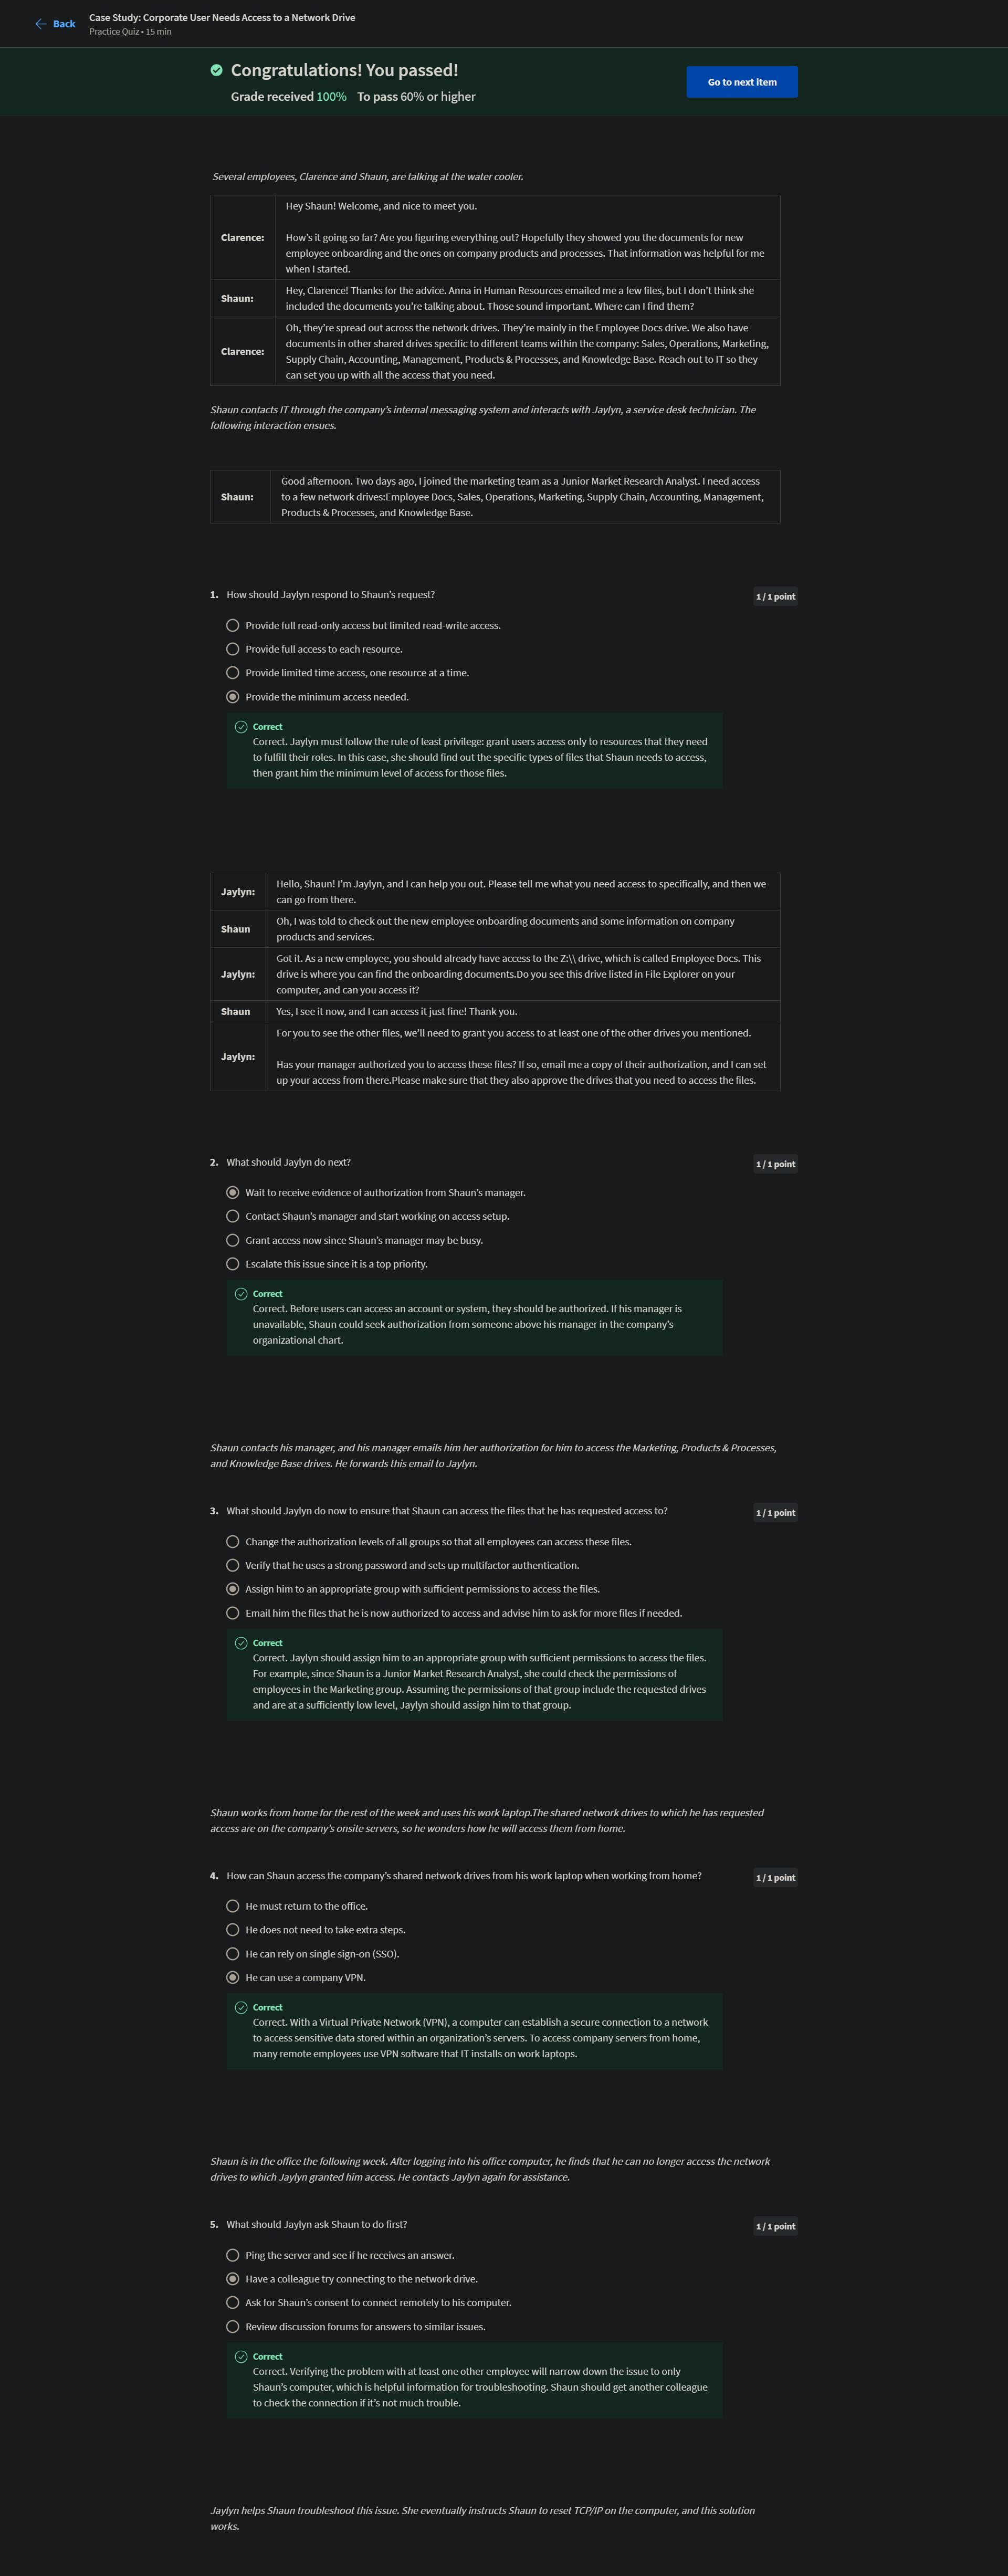 Back
Case Study: Corporate User Needs Access to a Network Drive
Practice Quiz • 15 min
Congratulations! You passed!
Grade received 100% To pass 60% or higher
Go to next item
Several employees, Clarence and Shaun, are talking at the water cooler.
Clarence:
Hey Shaun! Welcome, and nice to meet you.
How’s it going so far? Are you figuring everything out? Hopefully they showed you the documents for new
employee onboarding and the ones on company products and processes. That information was helpful for me
when I started.
Shaun:
Hey, Clarence! Thanks for the advice. Anna in Human Resources emailed me a few files, but I don’t think she
included the documents you’re talking about. Those sound important. Where can I find them?
Clarence:
Oh, they’re spread out across the network drives. They’re mainly in the Employee Docs drive. We also have
documents in other shared drives specific to different teams within the company: Sales, Operations, Marketing,
Supply Chain, Accounting, Management, Products & Processes, and Knowledge Base. Reach out to IT so they
can set you up with all the access that you need.
Shaun contacts IT through the company’s internal messaging system and interacts with Jaylyn, a service desk technician. The
following interaction ensues.
Shaun:
Good afternoon. Two days ago, I joined the marketing team as a Junior Market Research Analyst. I need access
to a few network drives:Employee Docs, Sales, Operations, Marketing, Supply Chain, Accounting, Management,
Products & Processes, and Knowledge Base.
1. How should Jaylyn respond to Shaun’s request?
1 / 1 point
Provide full read-only access but limited read-write access.
Provide full access to each resource.
Provide limited time access, one resource at a time.
Provide the minimum access needed.
Correct
Correct. Jaylyn must follow the rule of least privilege: grant users access only to resources that they need
to fulfill their roles. In this case, she should find out the specific types of files that Shaun needs to access,
then grant him the minimum level of access for those files.
Jaylyn:
Hello, Shaun! I’m Jaylyn, and I can help you out. Please tell me what you need access to specifically, and then we
can go from there.
Shaun
Oh, I was told to check out the new employee onboarding documents and some information on company
products and services.
Jaylyn:
Got it. As a new employee, you should already have access to the Z:\\ drive, which is called Employee Docs. This
drive is where you can find the onboarding documents.Do you see this drive listed in File Explorer on your
computer, and can you access it?
Shaun
Yes, I see it now, and I can access it just fine! Thank you.
Jaylyn:
For you to see the other files, we’ll need to grant you access to at least one of the other drives you mentioned.
Has your manager authorized you to access these files? If so, email me a copy of their authorization, and I can set
up your access from there.Please make sure that they also approve the drives that you need to access the files.
2. What should Jaylyn do next?
1 / 1 point
Wait to receive evidence of authorization from Shaun’s manager.
Contact Shaun’s manager and start working on access setup.
Grant access now since Shaun’s manager may be busy.
Escalate this issue since it is a top priority.
Correct
Correct. Before users can access an account or system, they should be authorized. If his manager is
unavailable, Shaun could seek authorization from someone above his manager in the company’s
organizational chart.
Shaun contacts his manager, and his manager emails him her authorization for him to access the Marketing, Products & Processes,
and Knowledge Base drives. He forwards this email to Jaylyn.
3. What should Jaylyn do now to ensure that Shaun can access the files that he has requested access to?
1 / 1 point
Change the authorization levels of all groups so that all employees can access these files.
Verify that he uses a strong password and sets up multifactor authentication.
Assign him to an appropriate group with sufficient permissions to access the files.
Email him the files that he is now authorized to access and advise him to ask for more files if needed.
Correct
Correct. Jaylyn should assign him to an appropriate group with sufficient permissions to access the files.
For example, since Shaun is a Junior Market Research Analyst, she could check the permissions of
employees in the Marketing group. Assuming the permissions of that group include the requested drives
and are at a sufficiently low level, Jaylyn should assign him to that group.
Shaun works from home for the rest of the week and uses his work laptop.The shared network drives to which he has requested
access are on the company’s onsite servers, so he wonders how he will access them from home.
4. How can Shaun access the company’s shared network drives from his work laptop when working from home?
1 / 1 point
He must return to the office.
He does not need to take extra steps.
He can rely on single sign-on (SSO).
He can use a company VPN.
Correct
Correct. With a Virtual Private Network (VPN), a computer can establish a secure connection to a network
to access sensitive data stored within an organization’s servers. To access company servers from home,
many remote employees use VPN software that IT installs on work laptops.
Shaun is in the office the following week. After logging into his office computer, he finds that he can no longer access the network
drives to which Jaylyn granted him access. He contacts Jaylyn again for assistance.
5. What should Jaylyn ask Shaun to do first?
1 / 1 point
Ping the server and see if he receives an answer.
Have a colleague try connecting to the network drive.
Ask for Shaun’s consent to connect remotely to his computer.
Review discussion forums for answers to similar issues.
Correct
Correct. Verifying the problem with at least one other employee will narrow down the issue to only
Shaun’s computer, which is helpful information for troubleshooting. Shaun should get another colleague
to check the connection if it’s not much trouble.
Jaylyn helps Shaun troubleshoot this issue. She eventually instructs Shaun to reset TCP/IP on the computer, and this solution
works.